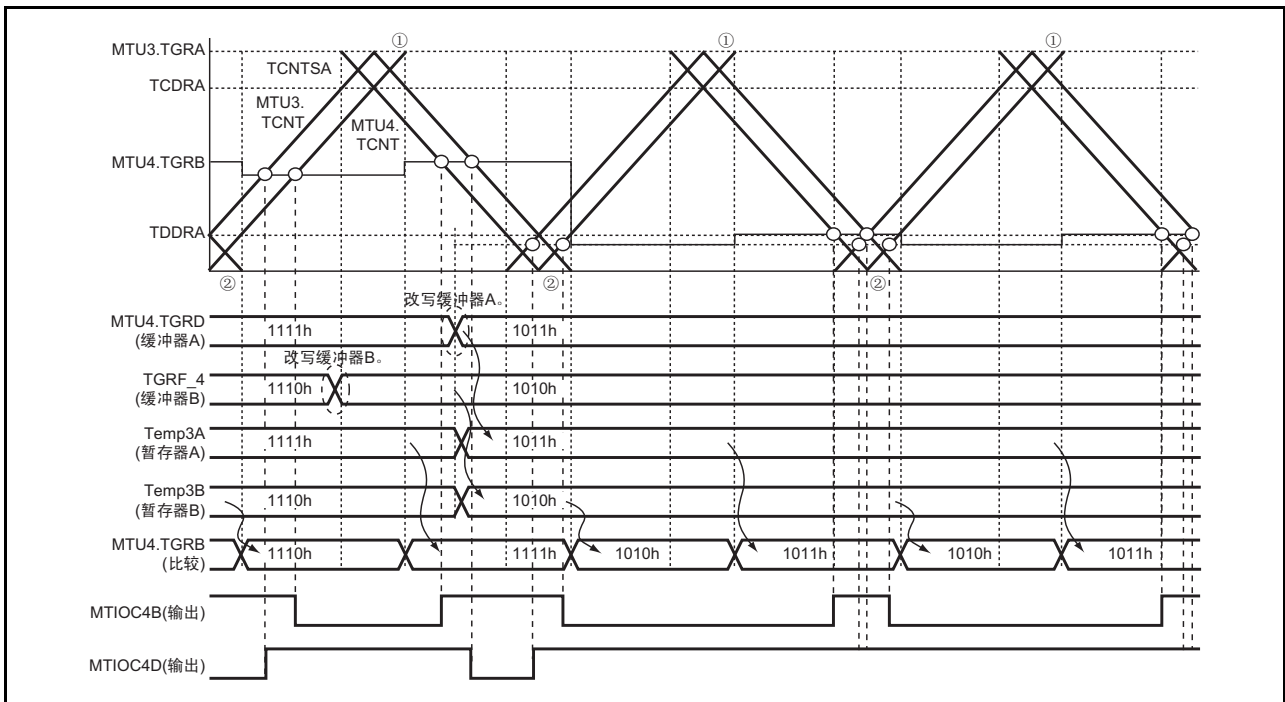 MTU3.TGRA
①
①
①
TCNTSA
TCDRA
MTU3.
TCNT
MTU4.
TCNT
MTU4.TGRB
TDDRA
②
②
②
改写缓冲器A。
MTU4.TGRD
(缓冲器A)
1111h
1011h
改写缓冲器B。
TGRF_4
(缓冲器B)
1110h
1010h
Temp3A
(暂存器A)
1111h
1011h
Temp3B
(暂存器B)
1110h
1010h
MTU4.TGRB
(比较)
1110h
1111h
1010h
1011h
1010h
1011h
MTIOC4B(输出)
MTIOC4D(输出)